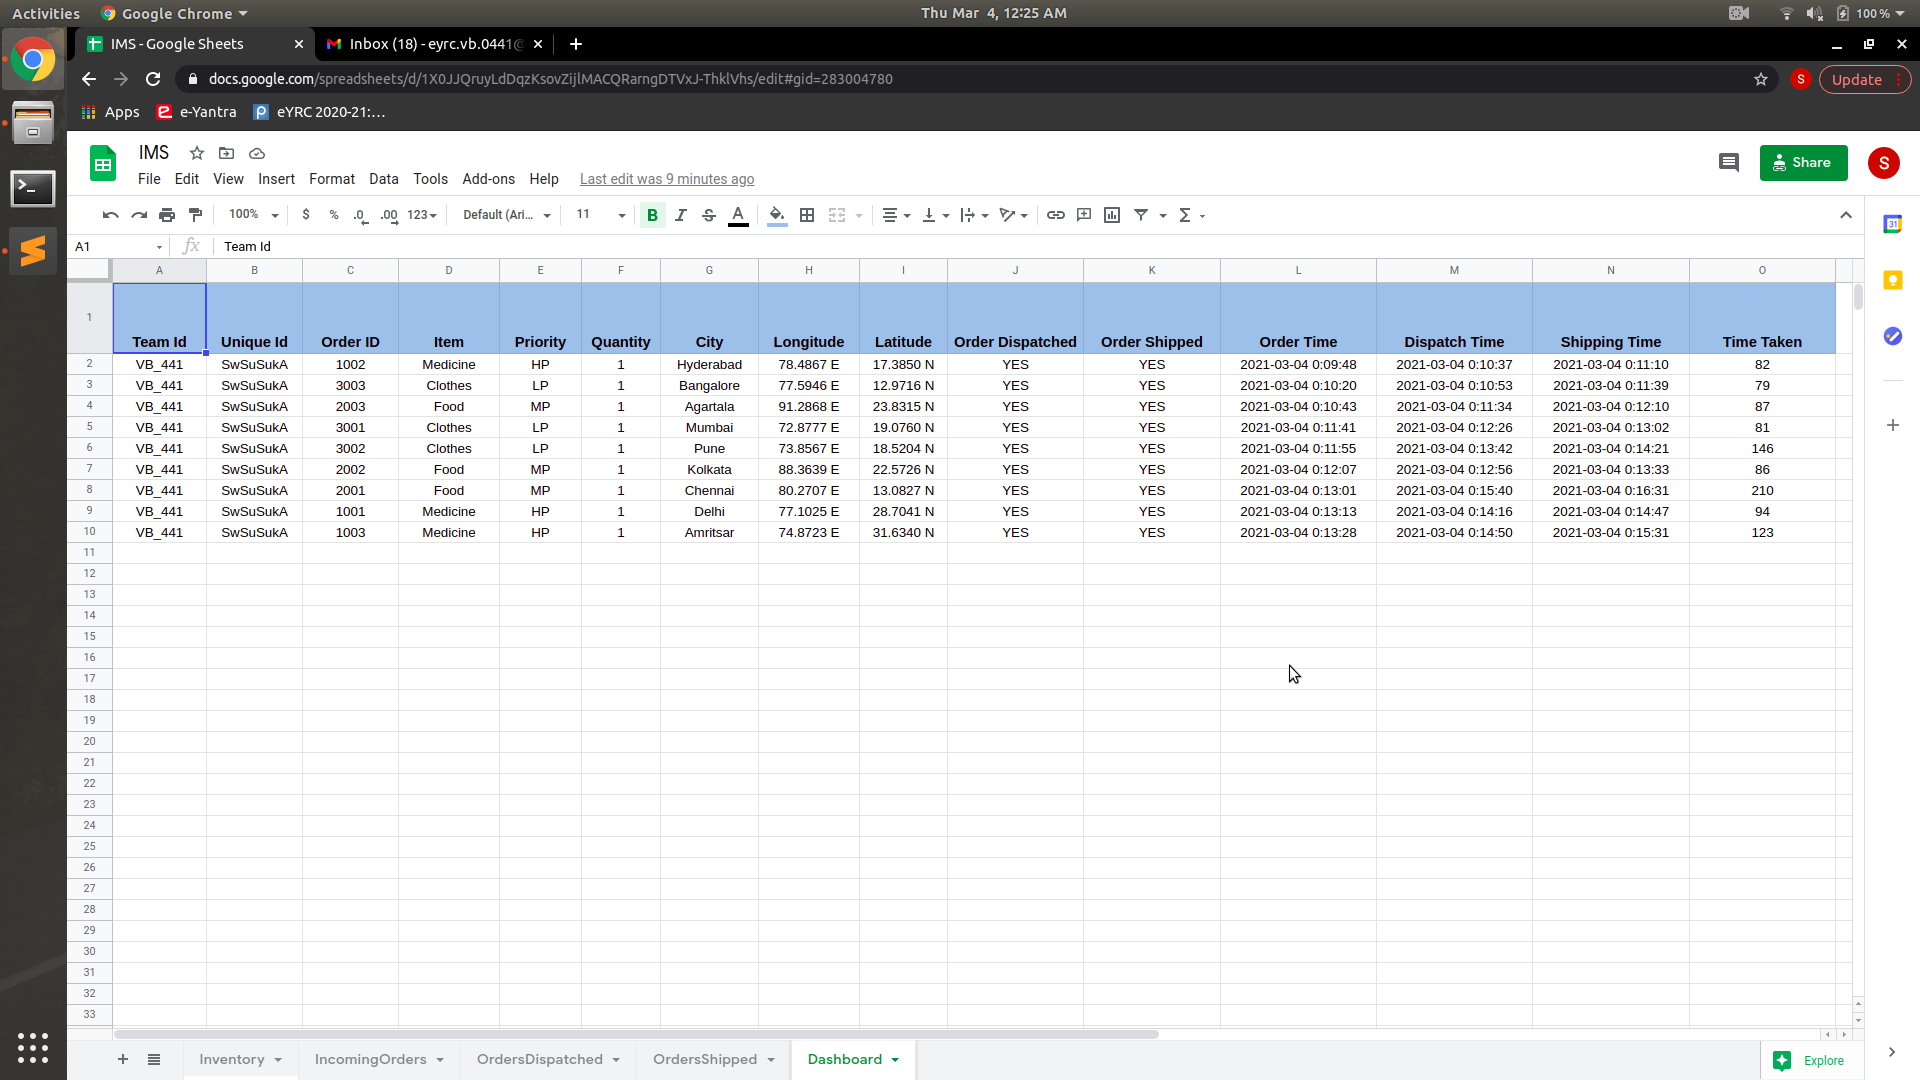 Activities Google Chrome Thu Mar 4, 12:25 AM 100 %
IMS - Google Sheets Inbox (18) - eyrc.vb.0441@
docs.google.com/spreadsheets/d/1X0JJQruyLdDqzKsovZijlMACQRarngDTVxJ-ThklVhs/edit#gid=283004780 S Update
Apps e-Yantra eYRC 2020-21:...
IMS Share S
File Edit View Insert Format Data Tools Add-ons Help Last edit was 9 minutes ago
100% $ % .0 .00 123 Default (Ari... 11 B I S A Σ
A1 fx Team Id
A B C D E F G H I J K L M N O
1 Team Id Unique Id Order ID Item Priority Quantity City Longitude Latitude Order Dispatched Order Shipped Order Time Dispatch Time Shipping Time Time Taken
2 VB_441 SwSuSukA 1002 Medicine HP 1 Hyderabad 78.4867 E 17.3850 N YES YES 2021-03-04 0:09:48 2021-03-04 0:10:37 2021-03-04 0:11:10 82
3 VB_441 SwSuSukA 3003 Clothes LP 1 Bangalore 77.5946 E 12.9716 N YES YES 2021-03-04 0:10:20 2021-03-04 0:10:53 2021-03-04 0:11:39 79
4 VB_441 SwSuSukA 2003 Food MP 1 Agartala 91.2868 E 23.8315 N YES YES 2021-03-04 0:10:43 2021-03-04 0:11:34 2021-03-04 0:12:10 87
5 VB_441 SwSuSukA 3001 Clothes LP 1 Mumbai 72.8777 E 19.0760 N YES YES 2021-03-04 0:11:41 2021-03-04 0:12:26 2021-03-04 0:13:02 81
6 VB_441 SwSuSukA 3002 Clothes LP 1 Pune 73.8567 E 18.5204 N YES YES 2021-03-04 0:11:55 2021-03-04 0:13:42 2021-03-04 0:14:21 146
7 VB_441 SwSuSukA 2002 Food MP 1 Kolkata 88.3639 E 22.5726 N YES YES 2021-03-04 0:12:07 2021-03-04 0:12:56 2021-03-04 0:13:33 86
8 VB_441 SwSuSukA 2001 Food MP 1 Chennai 80.2707 E 13.0827 N YES YES 2021-03-04 0:13:01 2021-03-04 0:15:40 2021-03-04 0:16:31 210
9 VB_441 SwSuSukA 1001 Medicine HP 1 Delhi 77.1025 E 28.7041 N YES YES 2021-03-04 0:13:13 2021-03-04 0:14:16 2021-03-04 0:14:47 94
10 VB_441 SwSuSukA 1003 Medicine HP 1 Amritsar 74.8723 E 31.6340 N YES YES 2021-03-04 0:13:28 2021-03-04 0:14:50 2021-03-04 0:15:31 123
11
12
13
14
15
16
17
18
19
20
21
22
23
24
25
26
27
28
29
30
31
32
33
Inventory IncomingOrders OrdersDispatched OrdersShipped Dashboard Explore